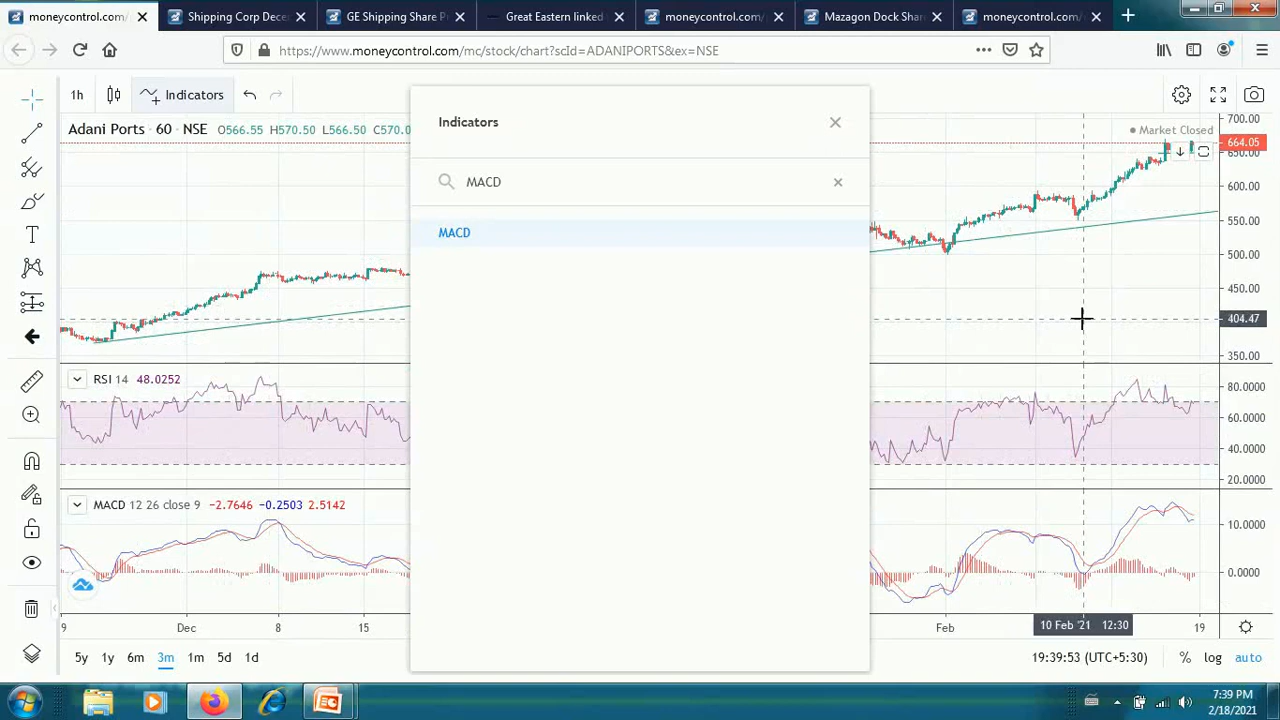 moneycontrol.com/
Shipping Corp Dece
GE Shipping Share P
Great Eastern linked
moneycontrol.com/
Mazagon Dock Sha
moneycontrol.com/
https://www.moneycontrol.com/mc/stock/chart?scId=ADANIPORTS&ex=NSE
1h
Indicators
Adani Ports · 60 · NSE O566.55 H570.50 L566.50 C570.0
Market Closed
Indicators
MACD
MACD
700.00
664.05
650.00
600.00
550.00
500.00
450.00
404.47
350.00
RSI 14 48.0252
80.0000
60.0000
40.0000
20.0000
MACD 12 26 close 9 −2.7646 −0.2503 2.5142
10.0000
0.0000
9 Dec 8 15 Feb 10 Feb '21 12:30 19
5y 1y 6m 3m 1m 5d 1d
19:39:53 (UTC+5:30) % log auto
7:39 PM
2/18/2021